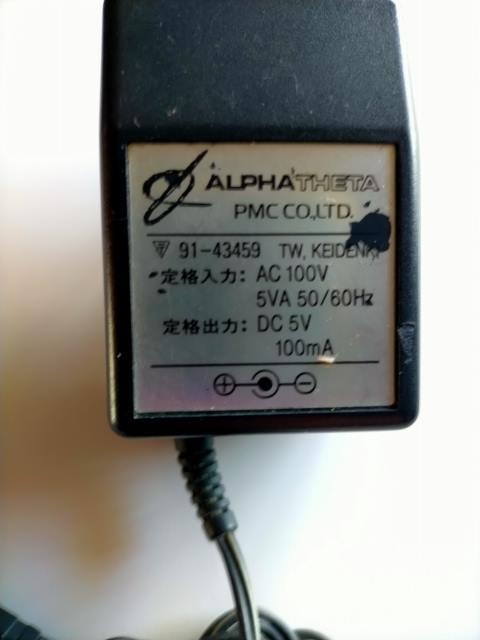 ALPHATHETA
PMC CO.,LTD.
91-43459 TW, KEIDENKI
定格入力: AC 100V
5VA 50/60Hz
定格出力: DC 5V
100mA